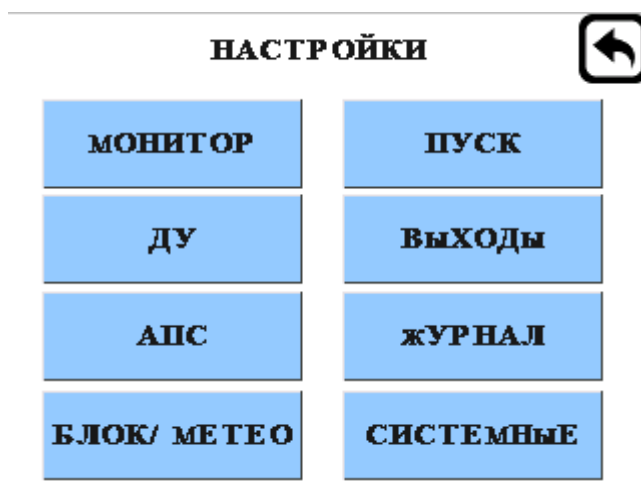 НАСТРОЙКИ
мОНИТОР
ПУСК
ДУ
ВыХОДы
АПС
жУРНАЛ
БЛОК/ мЕТЕО
СИСТЕмНыЕ